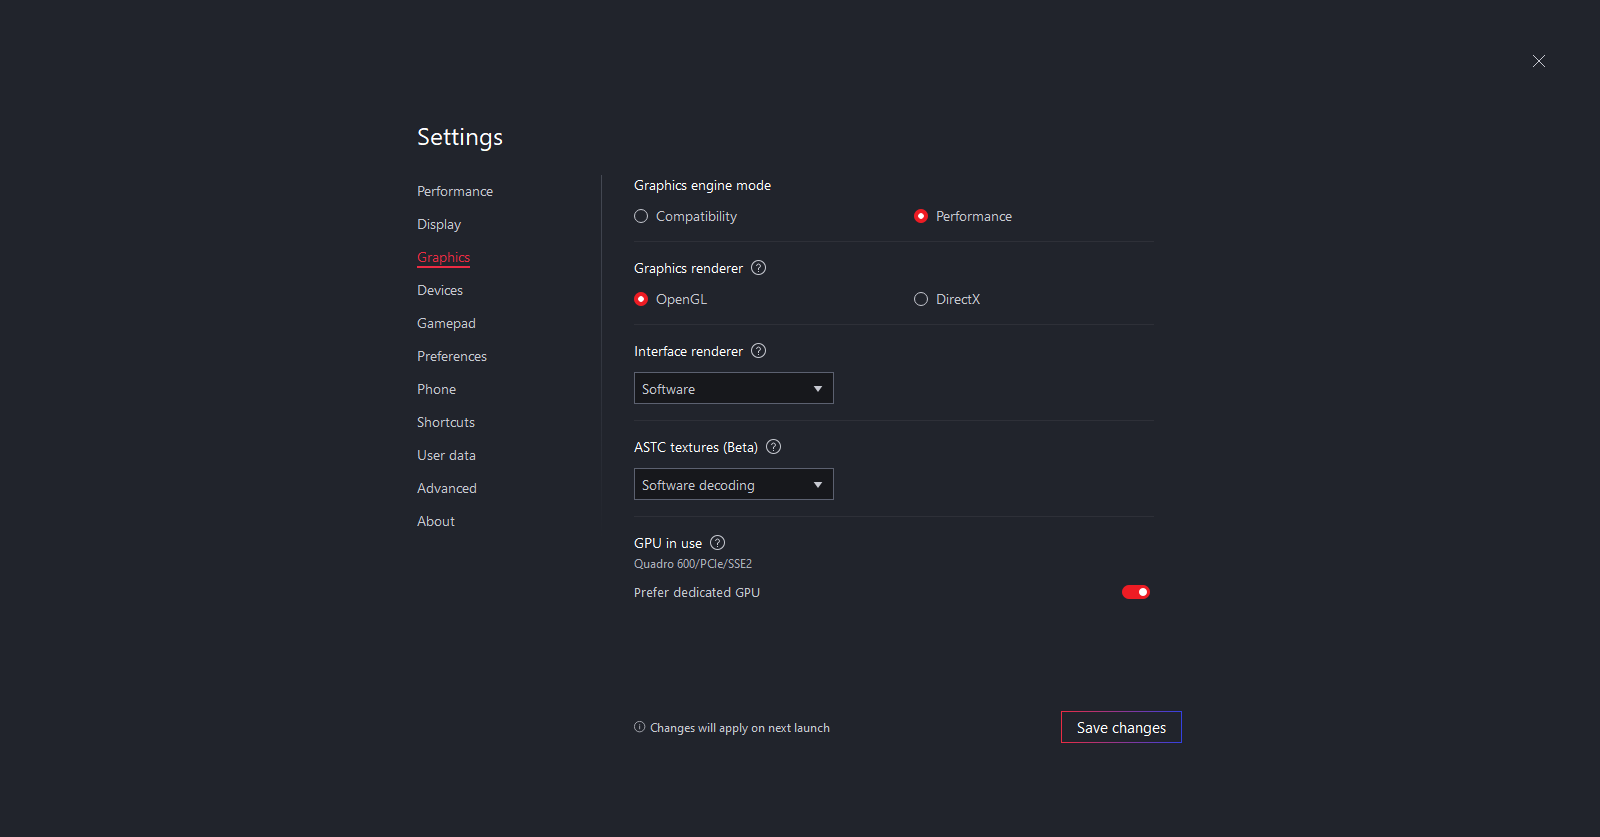 Settings
Performance
Display
Graphics
Devices
Gamepad
Preferences
Phone
Shortcuts
User data
Advanced
About
Graphics engine mode
Compatibility Performance
Graphics renderer ?
OpenGL DirectX
Interface renderer ?
Software
ASTC textures (Beta) ?
Software decoding
GPU in use ?
Quadro 600/PCIe/SSE2
Prefer dedicated GPU
Changes will apply on next launch
Save changes